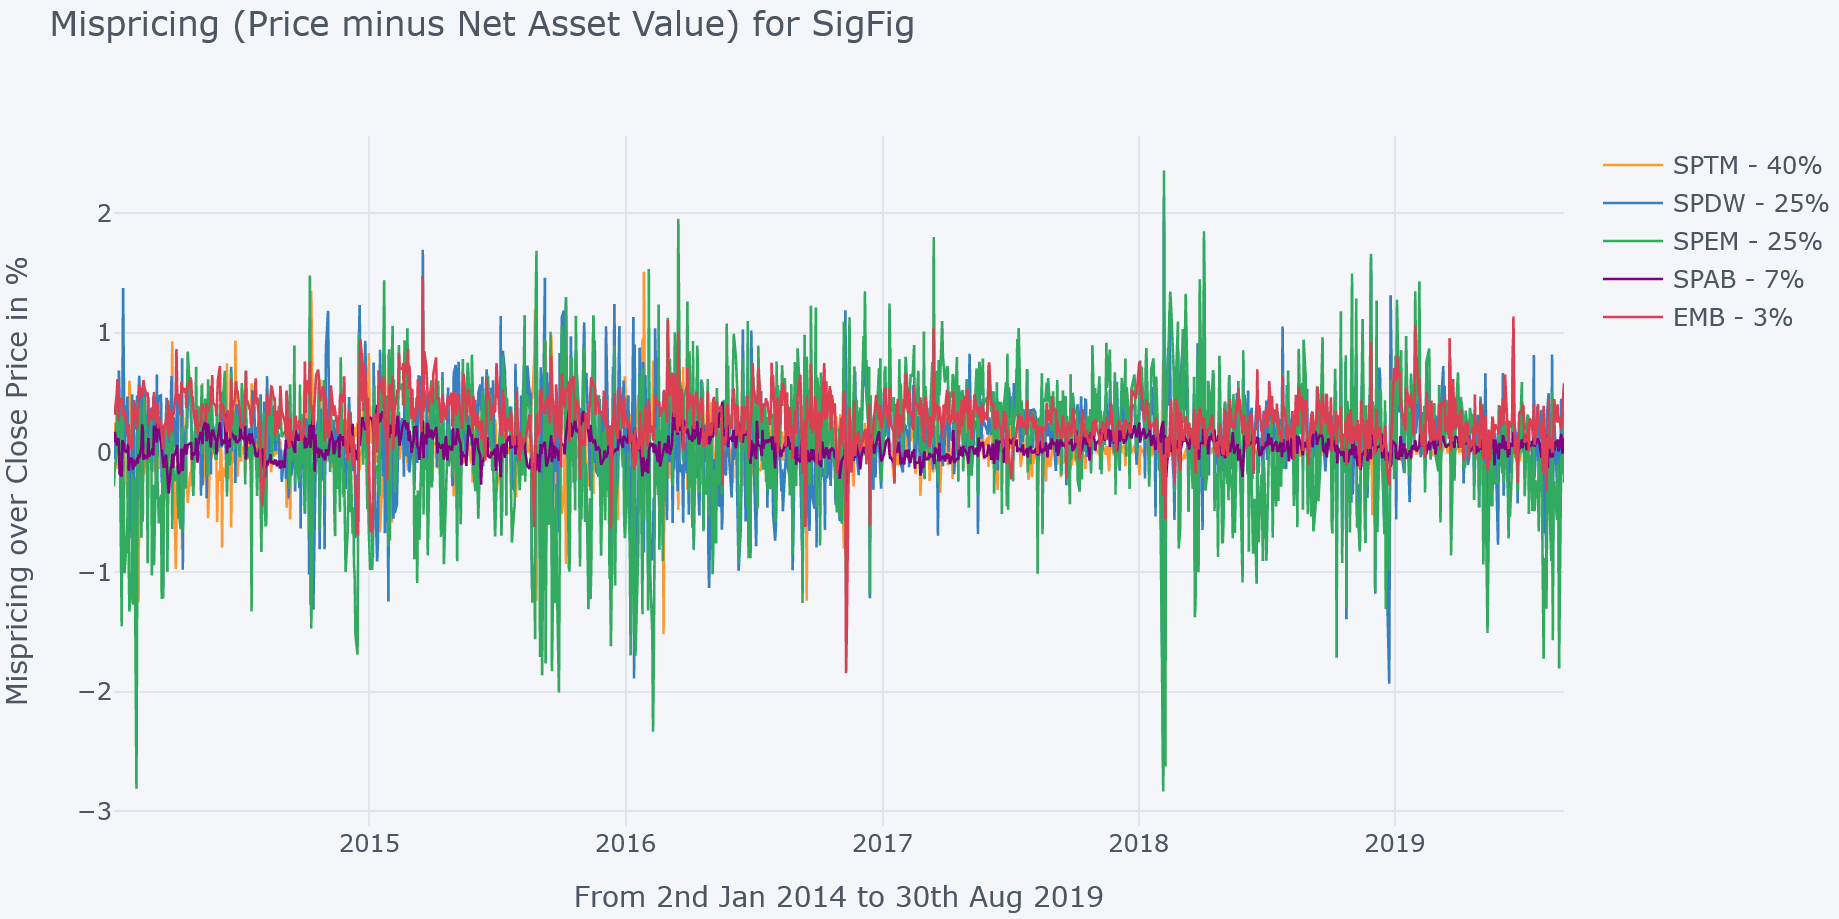 Mispricing (Price minus Net Asset Value) for SigFig
SPTM - 40%
SPDW - 25%
SPEM - 25%
SPAB - 7%
EMB - 3%
Mispricing over Close Price in %
2
1
0
−1
−2
−3
2015
2016
2017
2018
2019
From 2nd Jan 2014 to 30th Aug 2019